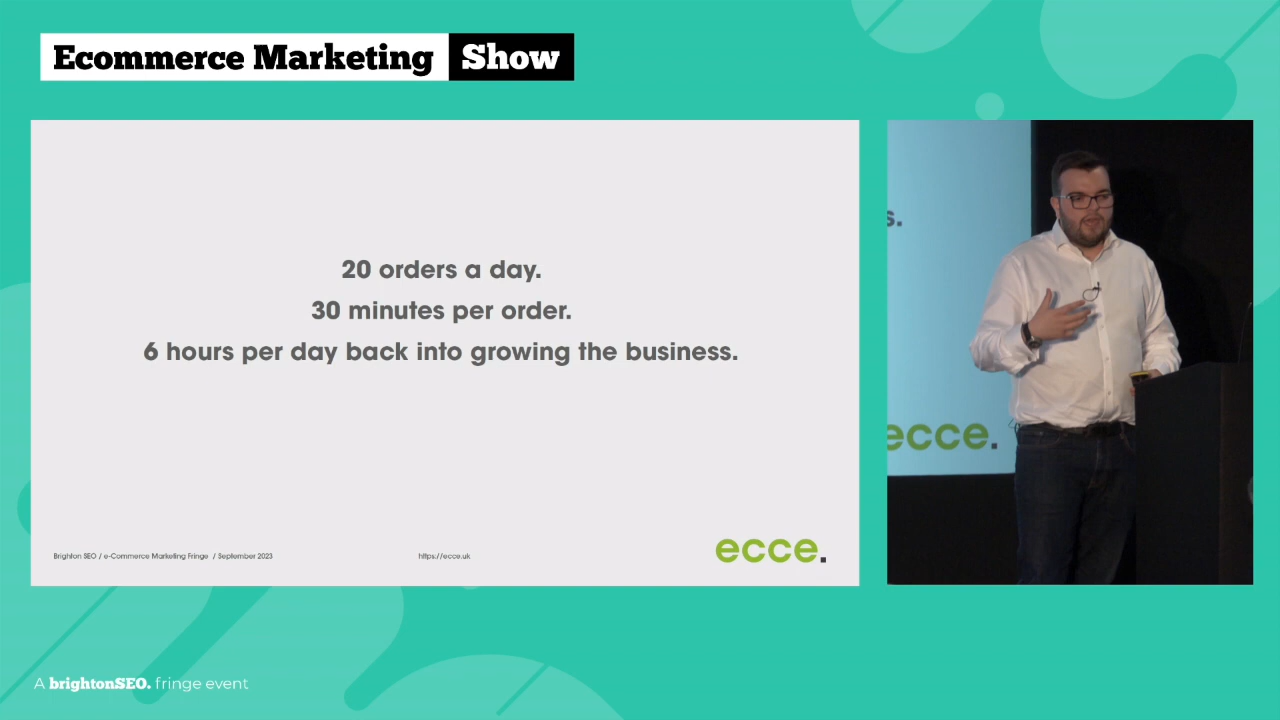 Ecommerce Marketing Show
20 orders a day.
30 minutes per order.
6 hours per day back into growing the business.
Brighton SEO / e-Commerce Marketing Fringe / September 2023
https://ecce.uk
ecce.
s.
ecce.
A brightonSEO. fringe event